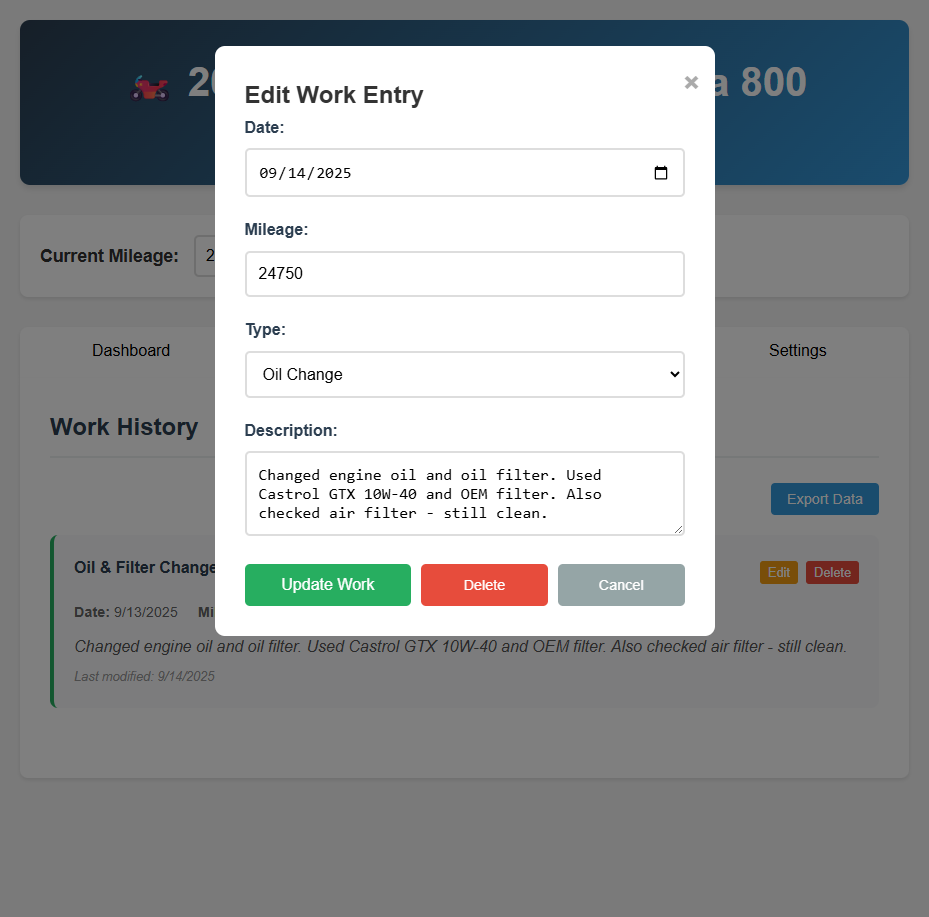 a 800
Edit Work Entry
Date:
09/14/2025
Mileage:
24750
Type:
Oil Change
Description:
Changed engine oil and oil filter. Used
Castrol GTX 10W-40 and OEM filter. Also
checked air filter - still clean.
Update Work Delete Cancel
Current Mileage:
Dashboard Settings
Work History
Export Data
Oil & Filter Change
Edit Delete
Date: 9/13/2025
Changed engine oil and oil filter. Used Castrol GTX 10W-40 and OEM filter. Also checked air filter - still clean.
Last modified: 9/14/2025